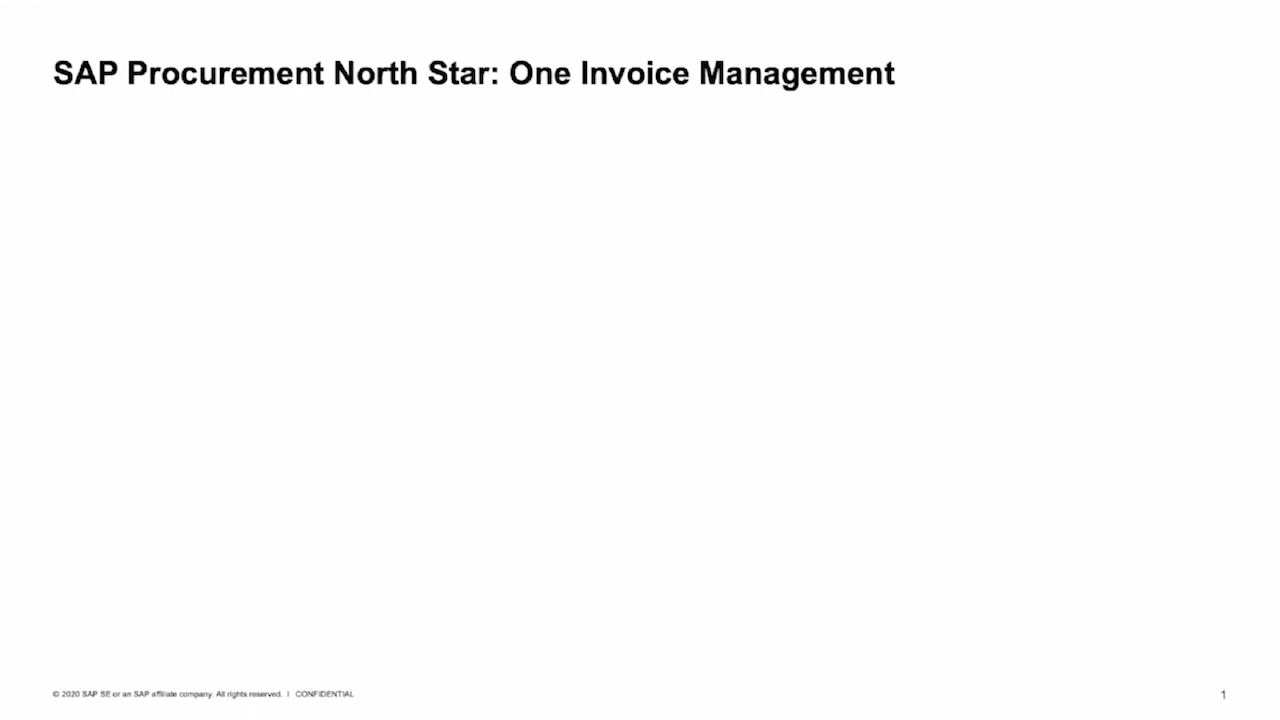 SAP Procurement North Star: One Invoice Management
© 2020 SAP SE or an SAP affiliate company. All rights reserved. I CONFIDENTIAL
1